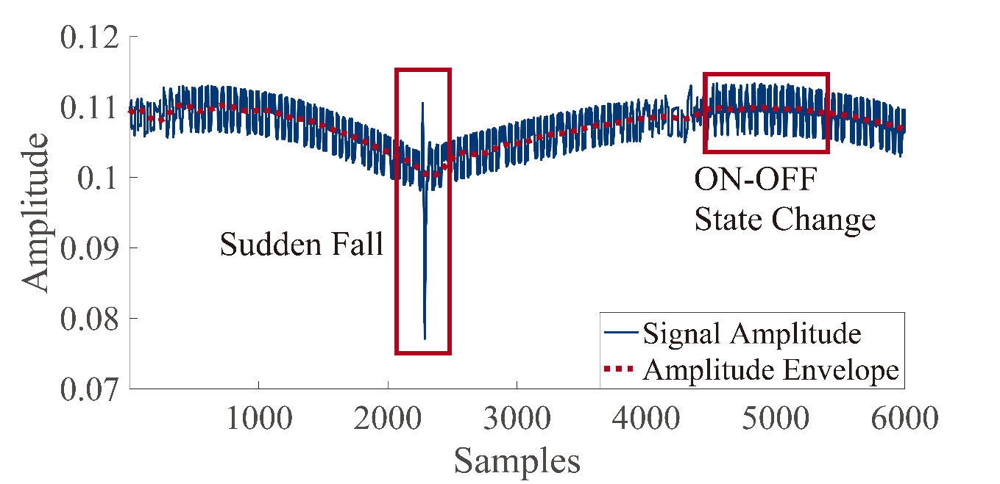 0.12
0.11
0.1
0.09
0.08
0.07
Amplitude
Sudden Fall
ON-OFF
State Change
Signal Amplitude
Amplitude Envelope
1000 2000 3000 4000 5000 6000
Samples